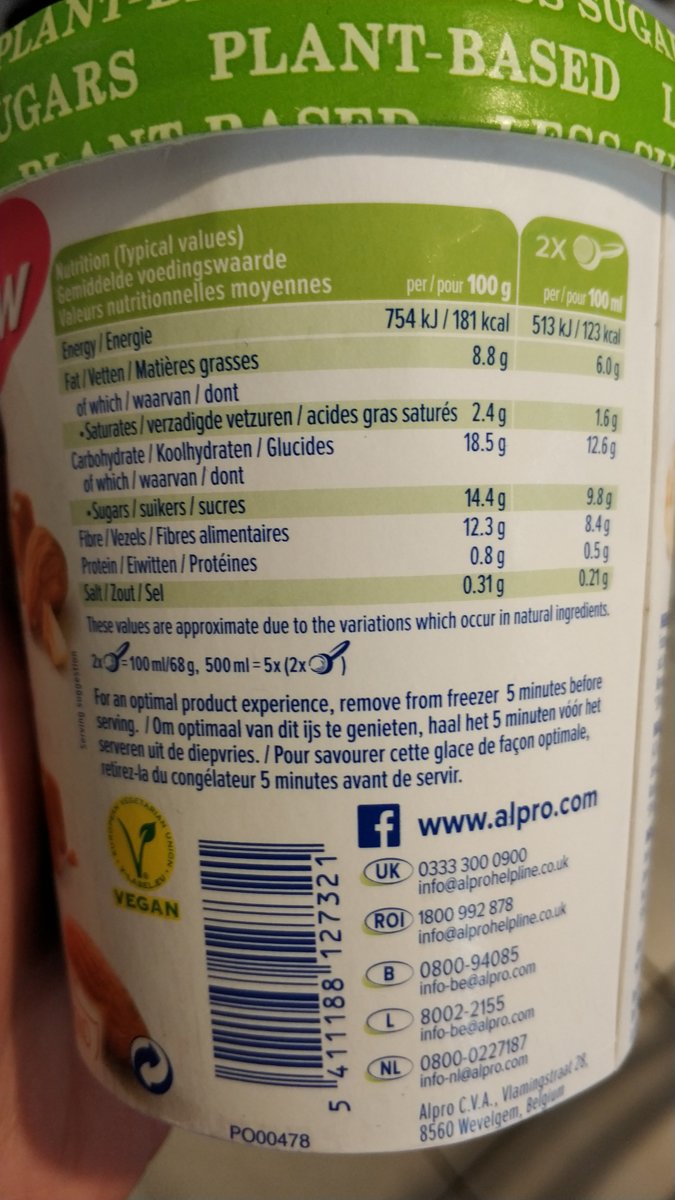 UGARS PLANT-BASED
Nutrition (Typical values)
Gemiddelde voedingswaarde
Valeurs nutritionnelles moyennes
per/pour 100 g
2X
per/pour 100 ml
Energy / Energie 754 kJ / 181 kcal 513 kJ / 123 kcal
Fat / Vetten / Matières grasses 8.8 g 6.0 g
of which / waarvan / dont
•Saturates / verzadigde vetzuren / acides gras saturés 2.4 g 1.6 g
Carbohydrate / Koolhydraten / Glucides 18.5 g 12.6 g
of which / waarvan / dont
•Sugars / suikers / sucres 14.4 g 9.8 g
Fibre / Vezels / Fibres alimentaires 12.3 g 8.4 g
Protein / Eiwitten / Protéines 0.8 g 0.5 g
Salt / Zout / Sel 0.31 g 0.21 g
These values are approximate due to the variations which occur in natural ingredients.
2x = 100 ml/68 g, 500 ml = 5x (2x )
Serving suggestion
For an optimal product experience, remove from freezer 5 minutes before
serving. / Om optimaal van dit ijs te genieten, haal het 5 minuten vóór het
serveren uit de diepvries. / Pour savourer cette glace de façon optimale,
retirez-la du congélateur 5 minutes avant de servir.
EUROPEAN VEGETARIAN UNION
V-LABEL.EU
VEGAN
f www.alpro.com
UK 0333 300 0900
info@alprohelpline.co.uk
ROI 1800 992 878
info@alprohelpline.co.uk
B 0800-94085
info-be@alpro.com
L 8002-2155
info-be@alpro.com
NL 0800-0227187
info-nl@alpro.com
Alpro C.V.A., Vlamingstraat 28,
8560 Wevelgem, Belgium
5 411188 127321
PO00478